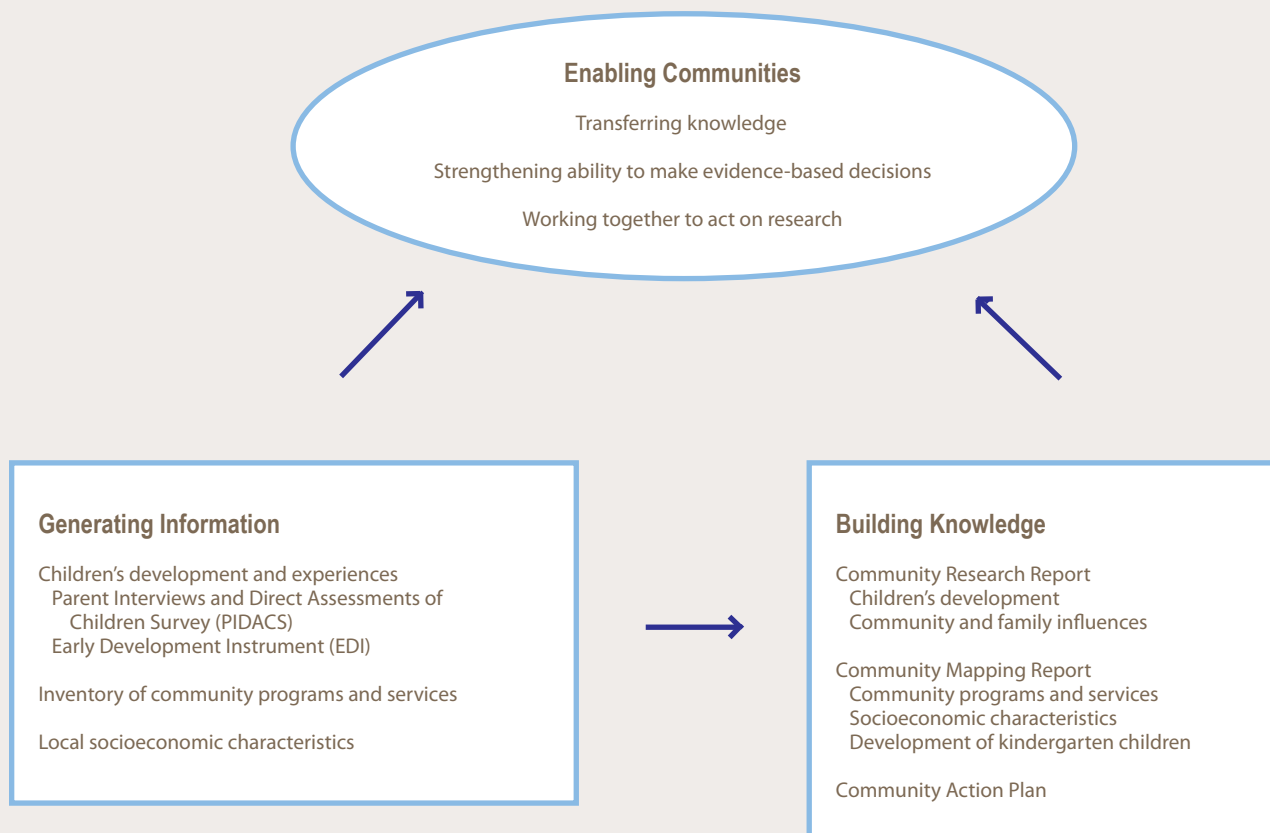 Enabling Communities
Transferring knowledge
Strengthening ability to make evidence-based decisions
Working together to act on research
Generating Information
Children’s development and experiences
Parent Interviews and Direct Assessments of
Children Survey (PIDACS)
Early Development Instrument (EDI)
Inventory of community programs and services
Local socioeconomic characteristics
Building Knowledge
Community Research Report
Children’s development
Community and family influences
Community Mapping Report
Community programs and services
Socioeconomic characteristics
Development of kindergarten children
Community Action Plan